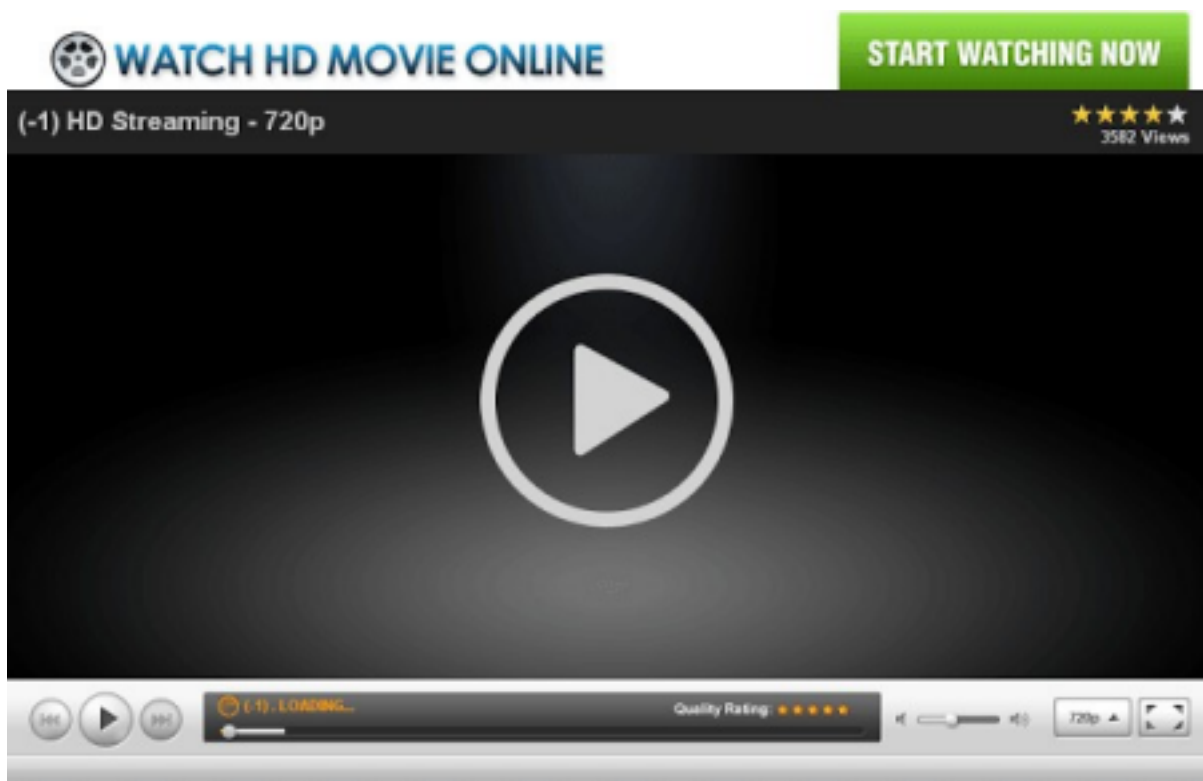 WATCH HD MOVIE ONLINE
START WATCHING NOW
(-1) HD Streaming - 720p
3582 Views
(-1) . LOADING...
Quality Rating:
720p